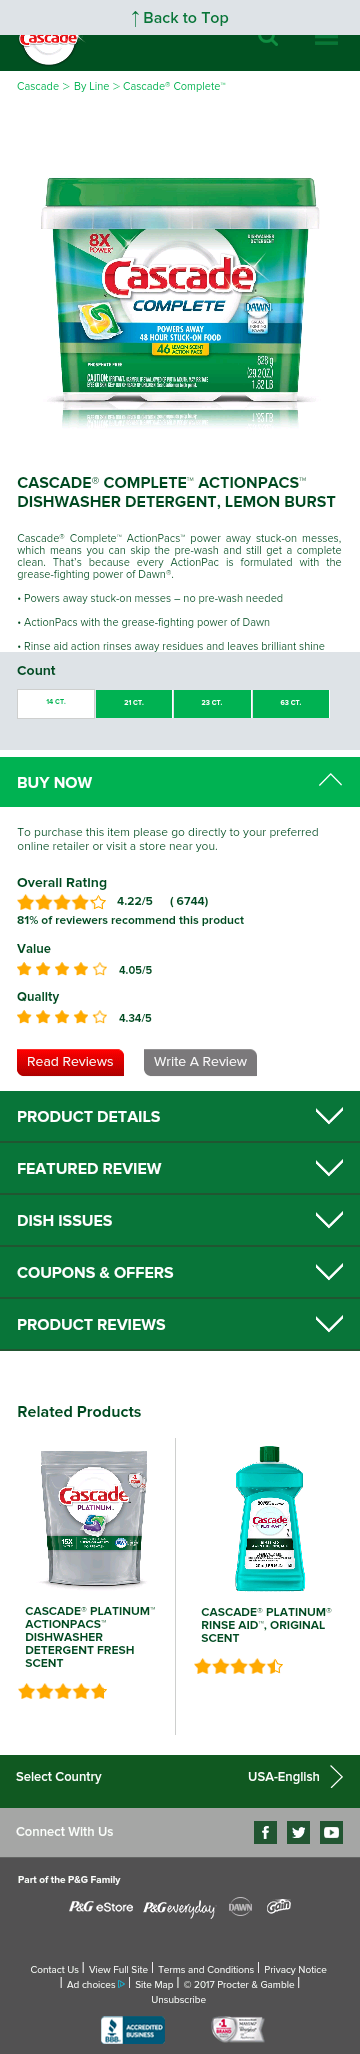 ↑ Back to Top
Cascade
Cascade > By Line > Cascade® Complete™
8X
POWER*
DISHWASHER
DETERGENT
Cascade
COMPLETE
DAWN
POWERS AWAY
48 HOUR STUCK-ON FOOD
46 LEMON SCENT
ACTION PACS
PHOSPHATE FREE
828 g
(29.2 OZ.)
1.82 LB
CASCADE® COMPLETE™ ACTIONPACS™
DISHWASHER DETERGENT, LEMON BURST
Cascade® Complete™ ActionPacs™ power away stuck-on messes,
which means you can skip the pre-wash and still get a complete
clean. That's because every ActionPac is formulated with the
grease-fighting power of Dawn®.
• Powers away stuck-on messes – no pre-wash needed
• ActionPacs with the grease-fighting power of Dawn
• Rinse aid action rinses away residues and leaves brilliant shine
Count
14 CT. 21 CT. 23 CT. 63 CT.
BUY NOW
To purchase this item please go directly to your preferred
online retailer or visit a store near you.
Overall Rating
4.22/5 ( 6744)
81% of reviewers recommend this product
Value
4.05/5
Quality
4.34/5
Read Reviews Write A Review
PRODUCT DETAILS
FEATURED REVIEW
DISH ISSUES
COUPONS & OFFERS
PRODUCT REVIEWS
Related Products
Cascade
PLATINUM
Cascade
PLATINUM
CASCADE® PLATINUM™
ACTIONPACS™
DISHWASHER
DETERGENT FRESH
SCENT
CASCADE® PLATINUM®
RINSE AID™, ORIGINAL
SCENT
Select Country USA-English
Connect With Us
Part of the P&G Family
P&G eStore P&G everyday DAWN Gain
Contact Us | View Full Site | Terms and Conditions | Privacy Notice
| Ad choices | Site Map | © 2017 Procter & Gamble |
Unsubscribe
BBB ACCREDITED
BUSINESS